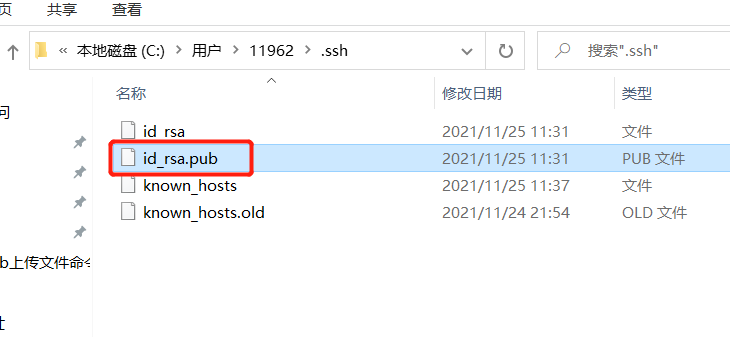 页 共享 查看
« 本地磁盘 (C:) > 用户 > 11962 > .ssh 搜索".ssh"
名称 修改日期 类型
问
id_rsa 2021/11/25 11:31 文件
id_rsa.pub 2021/11/25 11:31 PUB 文件
known_hosts 2021/11/25 11:37 文件
known_hosts.old 2021/11/24 21:54 OLD 文件
b上传文件命令